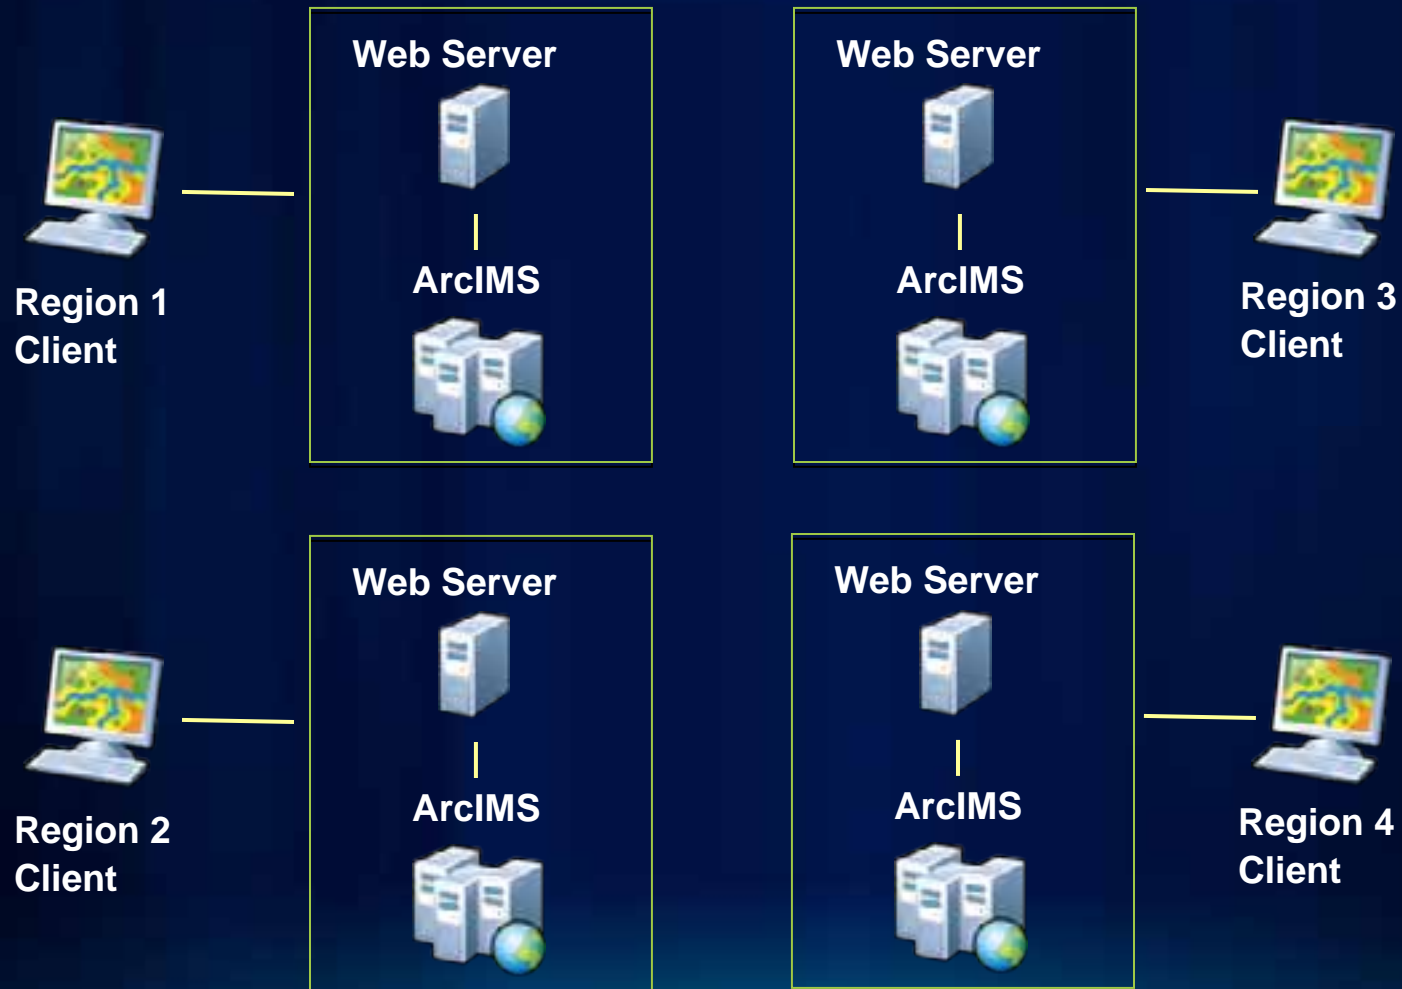 Web Server
ArcIMS
Region 1
Client
Web Server
ArcIMS
Region 3
Client
Web Server
ArcIMS
Region 2
Client
Web Server
ArcIMS
Region 4
Client